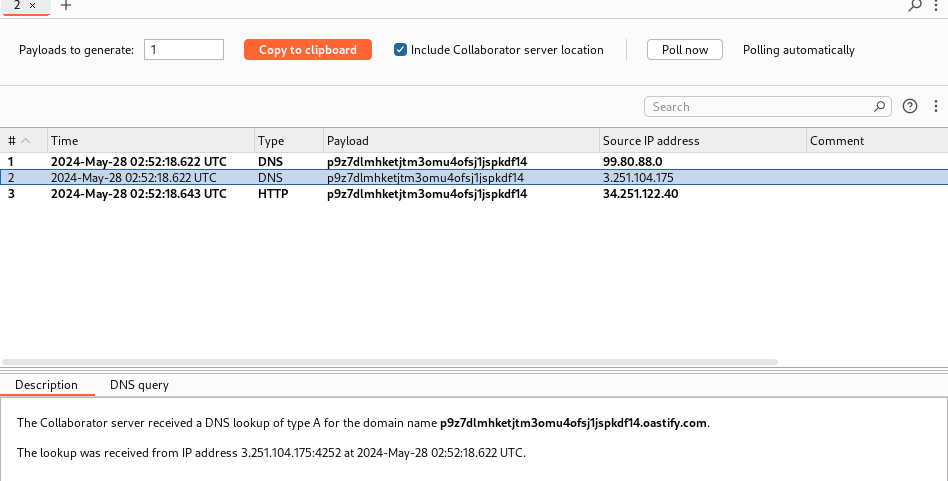 2 ×  +
Payloads to generate: 1 Copy to clipboard Include Collaborator server location Poll now Polling automatically
Search
# Time Type Payload Source IP address Comment
1 2024-May-28 02:52:18.622 UTC DNS p9z7dlmhketjtm3omu4ofsj1jspkdf14 99.80.88.0
2 2024-May-28 02:52:18.622 UTC DNS p9z7dlmhketjtm3omu4ofsj1jspkdf14 3.251.104.175
3 2024-May-28 02:52:18.643 UTC HTTP p9z7dlmhketjtm3omu4ofsj1jspkdf14 34.251.122.40
Description DNS query
The Collaborator server received a DNS lookup of type A for the domain name p9z7dlmhketjtm3omu4ofsj1jspkdf14.oastify.com.
The lookup was received from IP address 3.251.104.175:4252 at 2024-May-28 02:52:18.622 UTC.